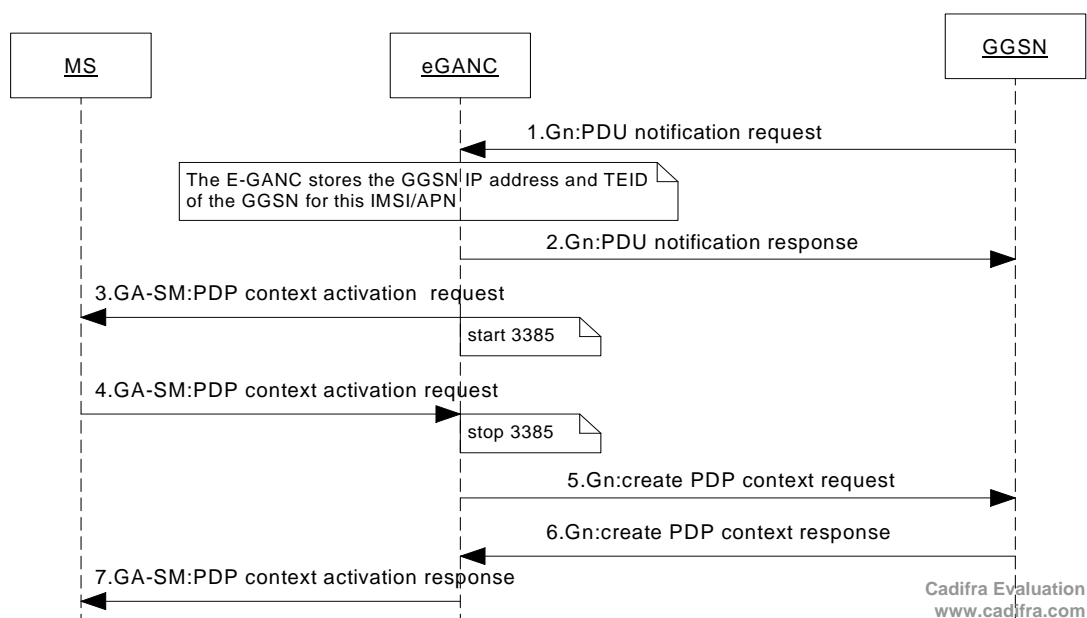 MS
eGANC
GGSN
1.Gn:PDU notification request
The E-GANC stores the GGSN IP address and TEID
of the GGSN for this IMSI/APN
2.Gn:PDU notification response
3.GA-SM:PDP context activation request
start 3385
4.GA-SM:PDP context activation request
stop 3385
5.Gn:create PDP context request
6.Gn:create PDP context response
7.GA-SM:PDP context activation response
Cadifra Evaluation
www.cadifra.com